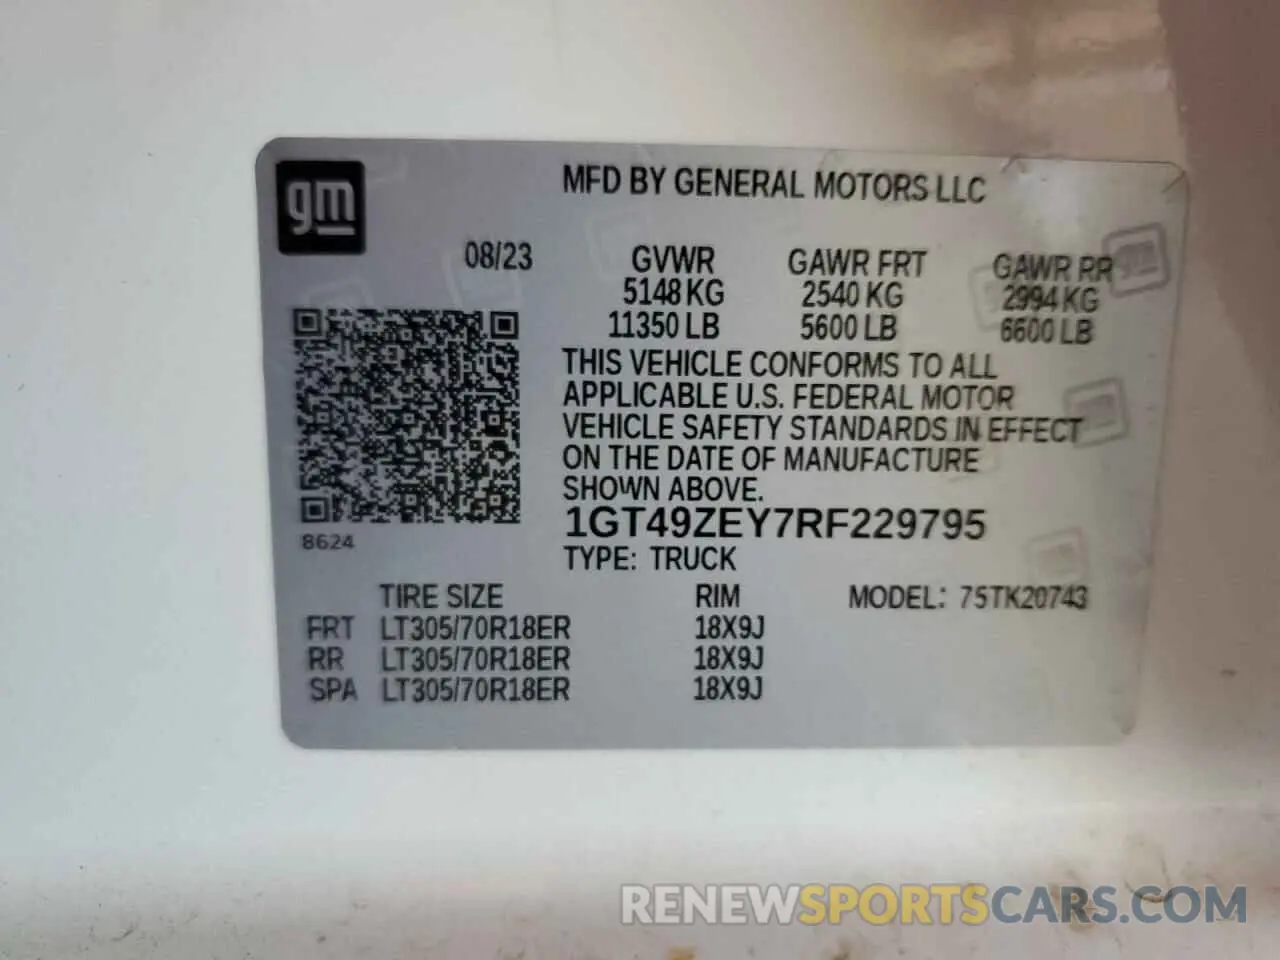 gm
MFD BY GENERAL MOTORS LLC
08/23 GVWR GAWR FRT GAWR RR
5148 KG 2540 KG 2994 KG
11350 LB 5600 LB 6600 LB
THIS VEHICLE CONFORMS TO ALL
APPLICABLE U.S. FEDERAL MOTOR
VEHICLE SAFETY STANDARDS IN EFFECT
ON THE DATE OF MANUFACTURE
SHOWN ABOVE.
1GT49ZEY7RF229795
8624
TYPE: TRUCK
TIRE SIZE RIM MODEL: 75TK20743
FRT LT305/70R18ER 18X9J
RR LT305/70R18ER 18X9J
SPA LT305/70R18ER 18X9J
RENEWSPORTSCARS.COM